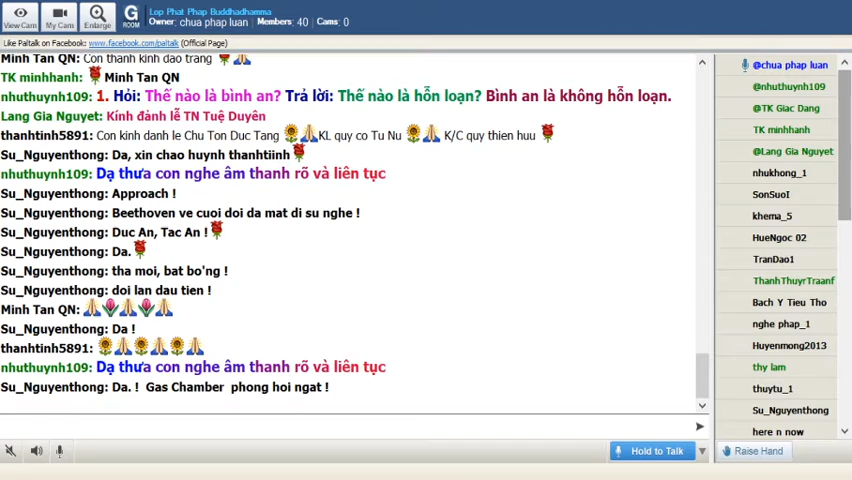 Lop Phat Phap Buddhadhamma
Owner: chua phap luan Members: 40 Cams: 0
View Cam My Cam Enlarge G ROOM
Like Paltalk on Facebook: www.facebook.com/paltalk (Official Page)
Minh Tan QN: Con thanh kinh dao trang
TK minhhanh: Minh Tan QN
nhuthuynh109: 1. Hỏi: Thế nào là bình an? Trả lời: Thế nào là hỗn loạn? Bình an là không hỗn loạn.
Lang Gia Nguyet: Kính đảnh lễ TN Tuệ Duyên
thanhtinh5891: Con kinh danh le Chu Ton Duc Tang KL quy co Tu Nu K/C quy thien huu
Su_Nguyenthong: Da, xin chao huynh thanhtiinh
nhuthuynh109: Dạ thưa con nghe âm thanh rõ và liên tục
Su_Nguyenthong: Approach !
Su_Nguyenthong: Beethoven ve cuoi doi da mat di su nghe !
Su_Nguyenthong: Duc An, Tac An !
Su_Nguyenthong: Da.
Su_Nguyenthong: tha moi, bat bo'ng !
Su_Nguyenthong: doi lan dau tien !
Minh Tan QN:
Su_Nguyenthong: Da !
thanhtinh5891:
nhuthuynh109: Dạ thưa con nghe âm thanh rõ và liên tục
Su_Nguyenthong: Da. ! Gas Chamber phong hoi ngat !
@chua phap luan
@nhuthuynh109
@TK Giac Dang
TK minhhanh
@Lang Gia Nguyet
nhukhong_1
SonSuoI
khema_5
HueNgoc 02
TranDao1
ThanhThuyrTraanf
Bach Y Tieu Tho
nghe phap_1
Huyenmong2013
thy lam
thuytu_1
Su_Nguyenthong
here n now
Hold to Talk
Raise Hand